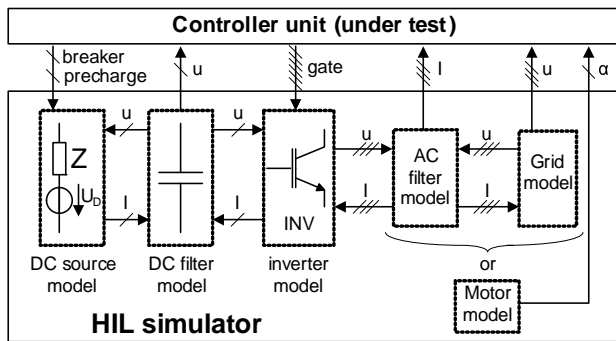 Controller unit (under test)
breaker
precharge
u
gate
I
u
α
u
u
u
u
Z
U_D
I
I
INV
I
AC
filter
model
I
Grid
model
DC source
model
DC filter
model
inverter
model
or
Motor
model
HIL simulator